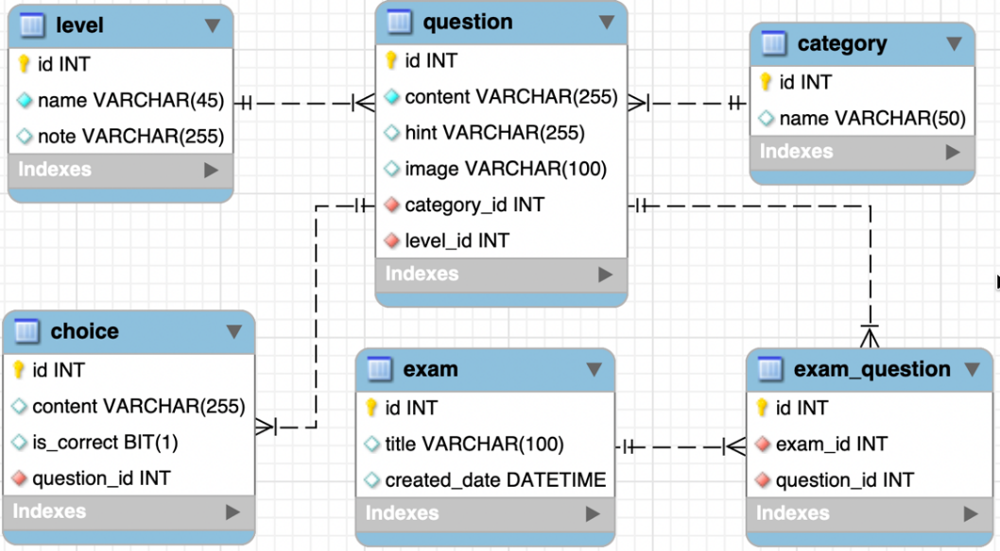 level
id INT
name VARCHAR(45)
note VARCHAR(255)
Indexes
question
id INT
content VARCHAR(255)
hint VARCHAR(255)
image VARCHAR(100)
category_id INT
level_id INT
Indexes
category
id INT
name VARCHAR(50)
Indexes
choice
id INT
content VARCHAR(255)
is_correct BIT(1)
question_id INT
Indexes
exam
id INT
title VARCHAR(100)
created_date DATETIME
Indexes
exam_question
id INT
exam_id INT
question_id INT
Indexes